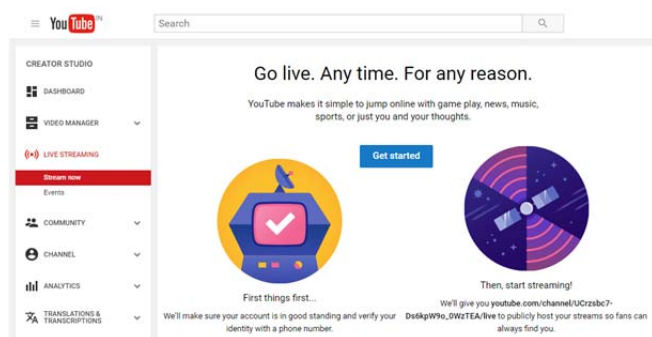 YouTube IN
Search
CREATOR STUDIO
DASHBOARD
VIDEO MANAGER
LIVE STREAMING
Stream now
Events
COMMUNITY
CHANNEL
ANALYTICS
TRANSLATIONS &
TRANSCRIPTIONS
Go live. Any time. For any reason.
YouTube makes it simple to jump online with game play, news, music,
sports, or just you and your thoughts.
Get started
First things first...
We'll make sure your account is in good standing and verify your
identity with a phone number.
Then, start streaming!
We'll give you youtube.com/channel/UCrzsbc7-
Ds6kpW9o_0WzTEA/live to publicly host your streams so fans can
always find you.